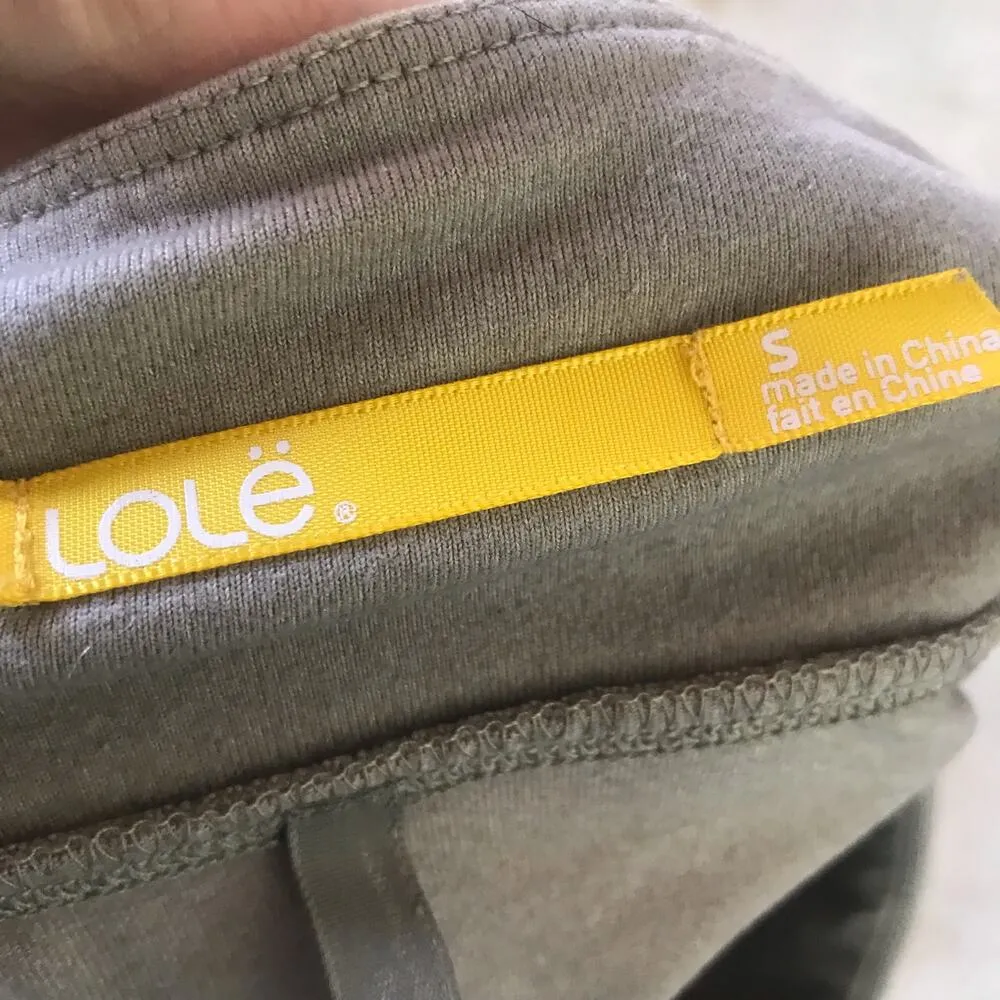 Lolë®
S
made in China
fait en Chine